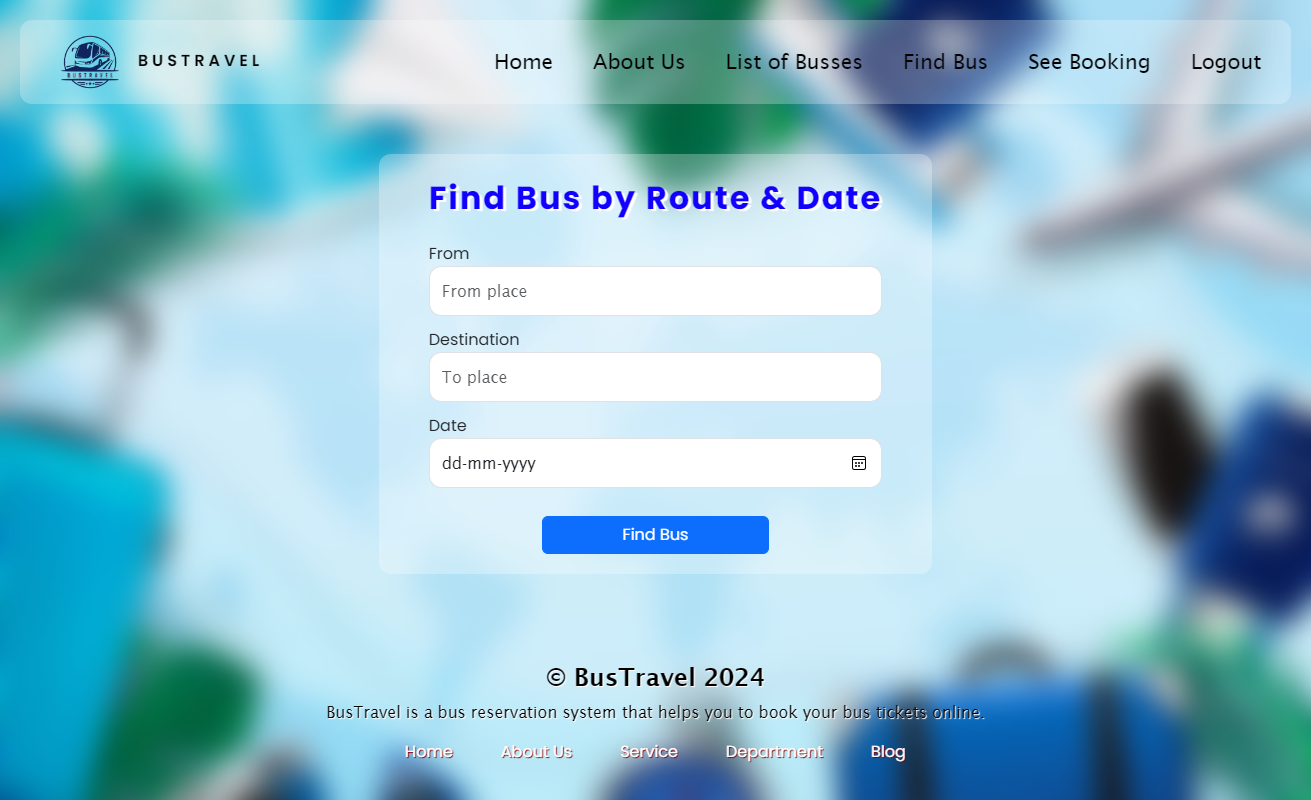 BUSTRAVEL
BUSTRAVEL
Home About Us List of Busses Find Bus See Booking Logout
Find Bus by Route & Date
From
From place
Destination
To place
Date
dd-mm-yyyy
Find Bus
© BusTravel 2024
BusTravel is a bus reservation system that helps you to book your bus tickets online.
Home About Us Service Department Blog